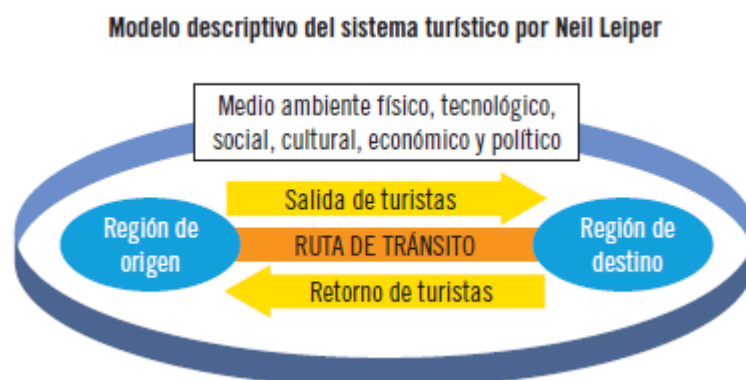 Modelo descriptivo del sistema turístico por Neil Leiper
Medio ambiente físico, tecnológico,
social, cultural, económico y político
Salida de turistas
Región de
origen
RUTA DE TRÁNSITO
Región de
destino
Retorno de turistas